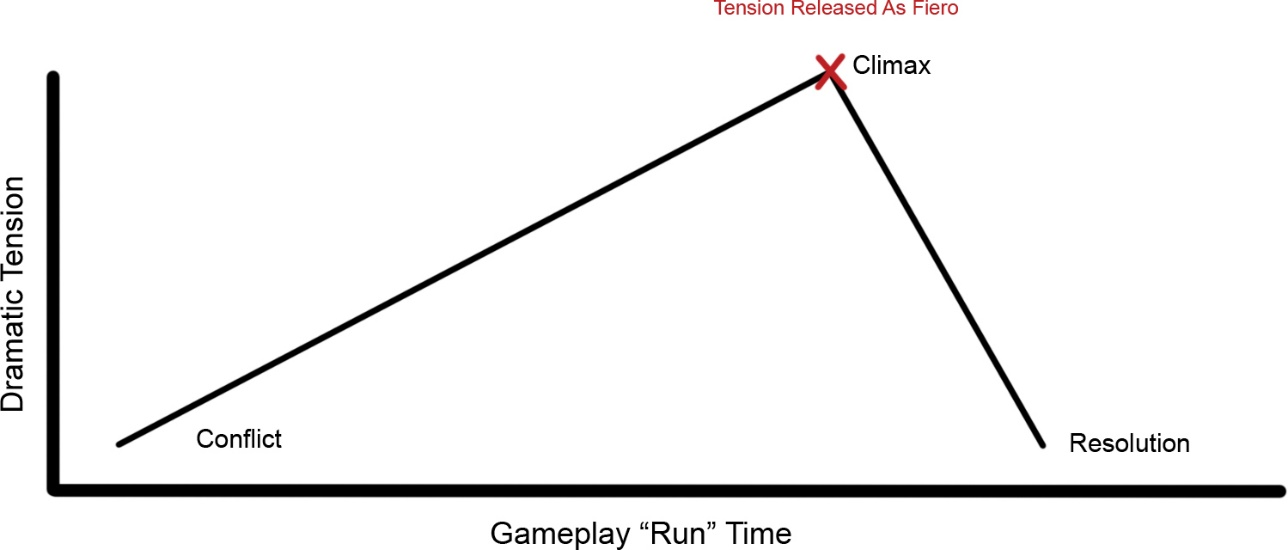 Tension Released As Fiero
Climax
Dramatic Tension
Conflict
Resolution
Gameplay “Run” Time